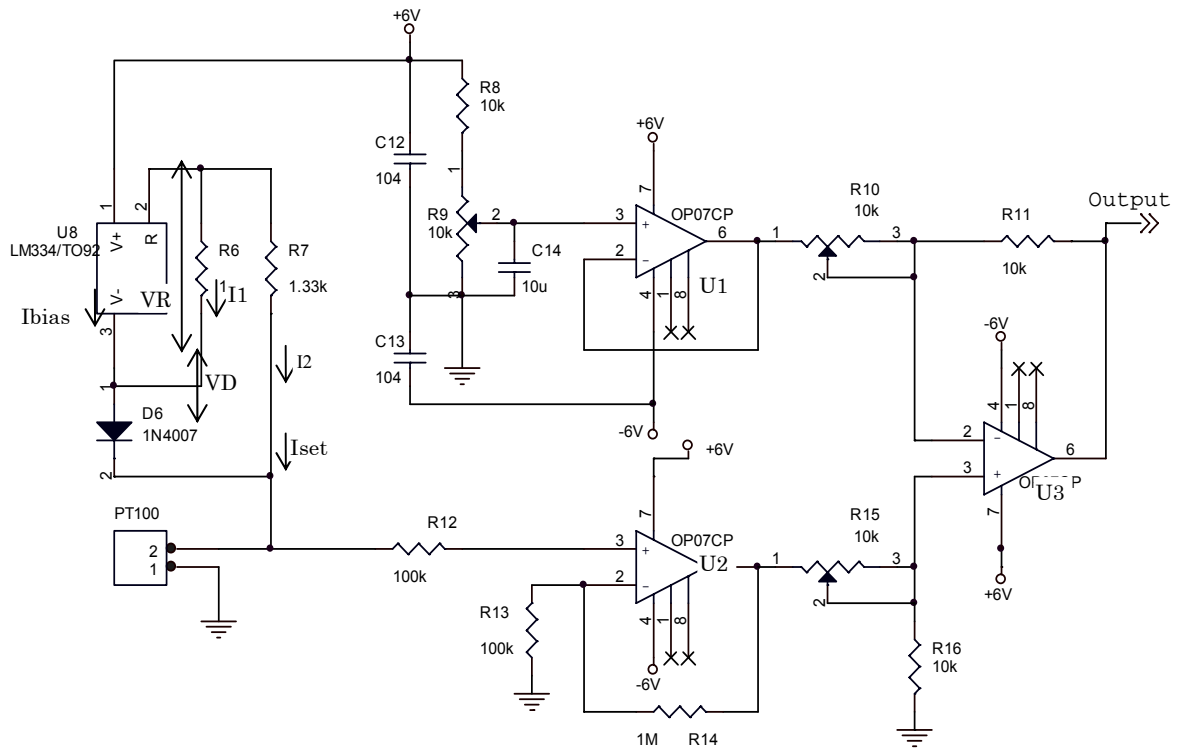 +6V
R8
10k
C12
104
+6V
1
R9
10k
2
3
C14
10u
1
2
U8
LM334/TO92
V+
R
V-
3
VR
R6
1
I1
R7
1.33k
Ibias
I2
VD
1
D6
1N4007
2
Iset
C13
104
-6V
7
OP07CP
3
+
2
−
6
4
1
8
U1
R10
10k
1
3
2
R11
10k
Output
-6V
4
1
8
2
−
3
+
6
7
U3
+6V
PT100
2
1
R12
100k
+6V
7
OP07CP
3
+
2
−
U2
4
1
8
-6V
R13
100k
1M R14
R15
10k
1
3
2
R16
10k